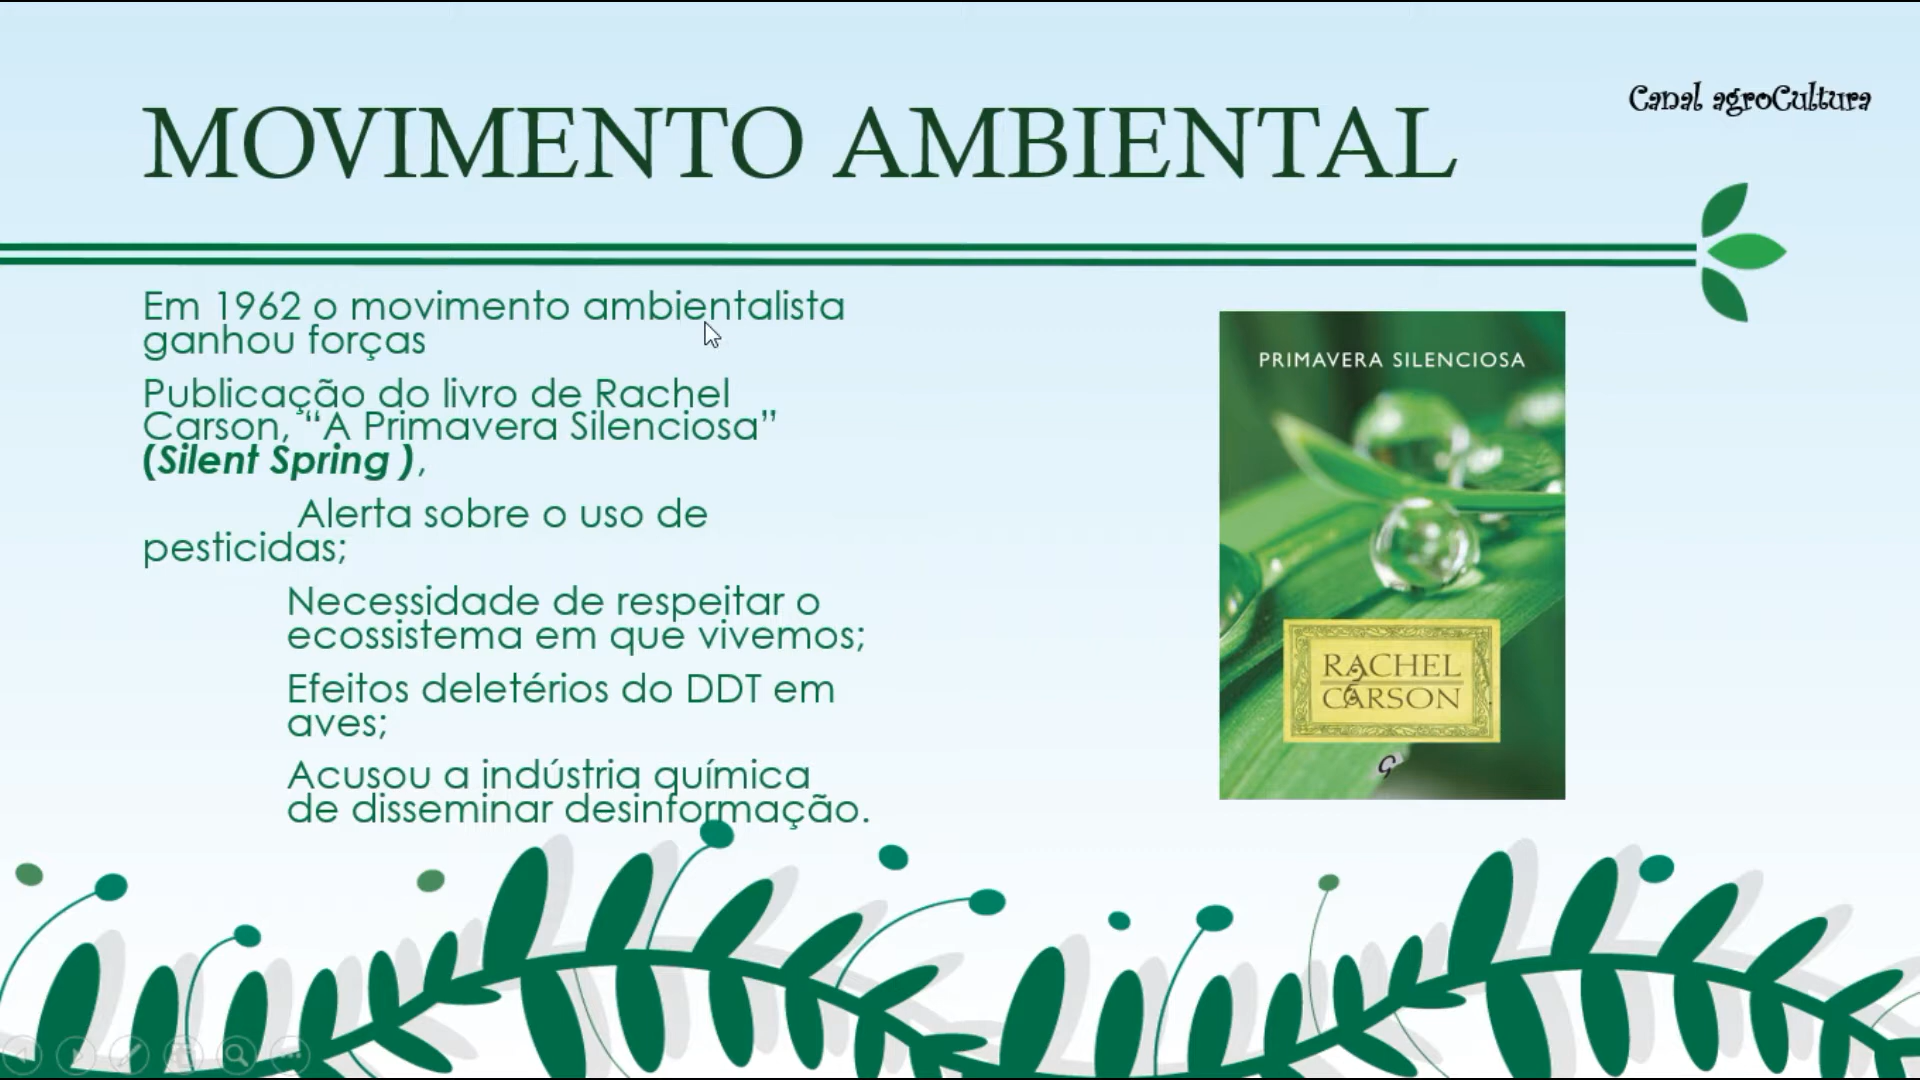 Canal agroCultura
MOVIMENTO AMBIENTAL
Em 1962 o movimento ambientalista
ganhou forças
Publicação do livro de Rachel
Carson, “A Primavera Silenciosa”
(Silent Spring ),
Alerta sobre o uso de
pesticidas;
Necessidade de respeitar o
ecossistema em que vivemos;
Efeitos deletérios do DDT em
aves;
Acusou a indústria química
de disseminar desinformação.
PRIMAVERA SILENCIOSA
RACHEL
CARSON